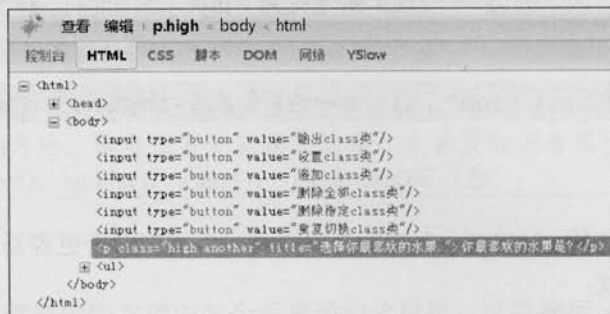 查看 编辑 p.high < body < html
控制台 HTML CSS 脚本 DOM 网络 YSlow
<html>
<head>
<body>
<input type="button" value="输出class类"/>
<input type="button" value="设置class类"/>
<input type="button" value="追加class类"/>
<input type="button" value="删除全部class类"/>
<input type="button" value="删除指定class类"/>
<input type="button" value="重复切换class类"/>
<p class="high another" title="选择你最喜欢的水果." >你最喜欢的水果是?</p>
<ul>
</body>
</html>